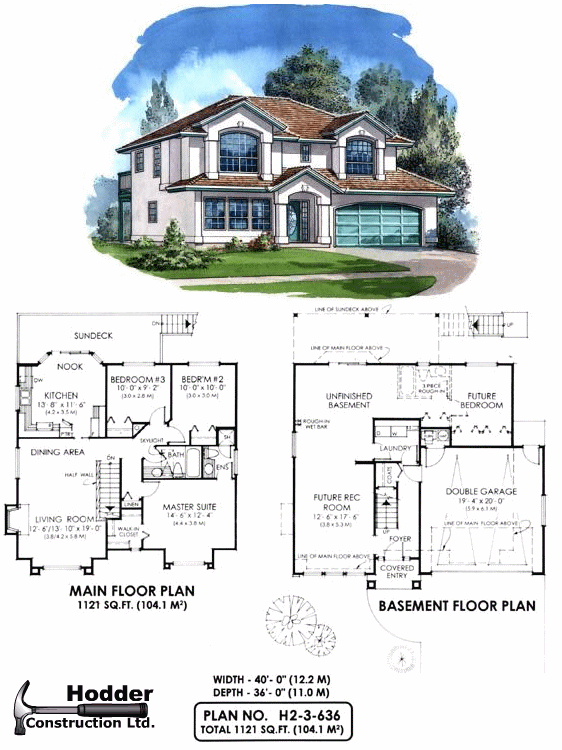 SUNDECK
DN
NOOK
DW
KITCHEN
13'- 8" x 11'- 6"
(4.2 x 3.5 M)
PTRY
BEDROOM #3
10'- 0" x 9'- 2"
(3.0 x 2.8 M)
BEDR'M #2
10'- 0" x 10'- 0"
(3.0 x 3.0 M)
SKYLIGHT
BATH
SH
ENS
DINING AREA
HALF WALL
DN
LINEN
MASTER SUITE
14'- 6" x 12'- 4"
(4.4 x 3.8 M)
LIVING ROOM
12'- 6"/13'- 10" x 19'- 0"
(3.8/4.2 x 5.8 M)
WALK-IN
CLOSET
MAIN FLOOR PLAN
1121 SQ.FT. (104.1 M²)
LINE OF SUNDECK ABOVE
UP
LINE OF MAIN FLOOR ABOVE
UNFINISHED
BASEMENT
3 PIECE
ROUGH-IN
FUTURE
BEDROOM
ROUGH-IN
WET BAR
D
W
LAUNDRY
COATS
FUTURE REC
ROOM
12'- 6" x 17'- 6"
(3.8 x 5.3 M)
UP
DOUBLE GARAGE
19'- 4" x 20'- 0"
(5.9 x 6.1 M)
LINE OF MAIN FLOOR ABOVE
FOYER
LINE OF MAIN FLOOR ABOVE
COVERED
ENTRY
BASEMENT FLOOR PLAN
WIDTH - 40'- 0" (12.2 M)
DEPTH - 36'- 0" (11.0 M)
PLAN NO. H2-3-636
TOTAL 1121 SQ.FT. (104.1 M²)
Hodder
Construction Ltd.